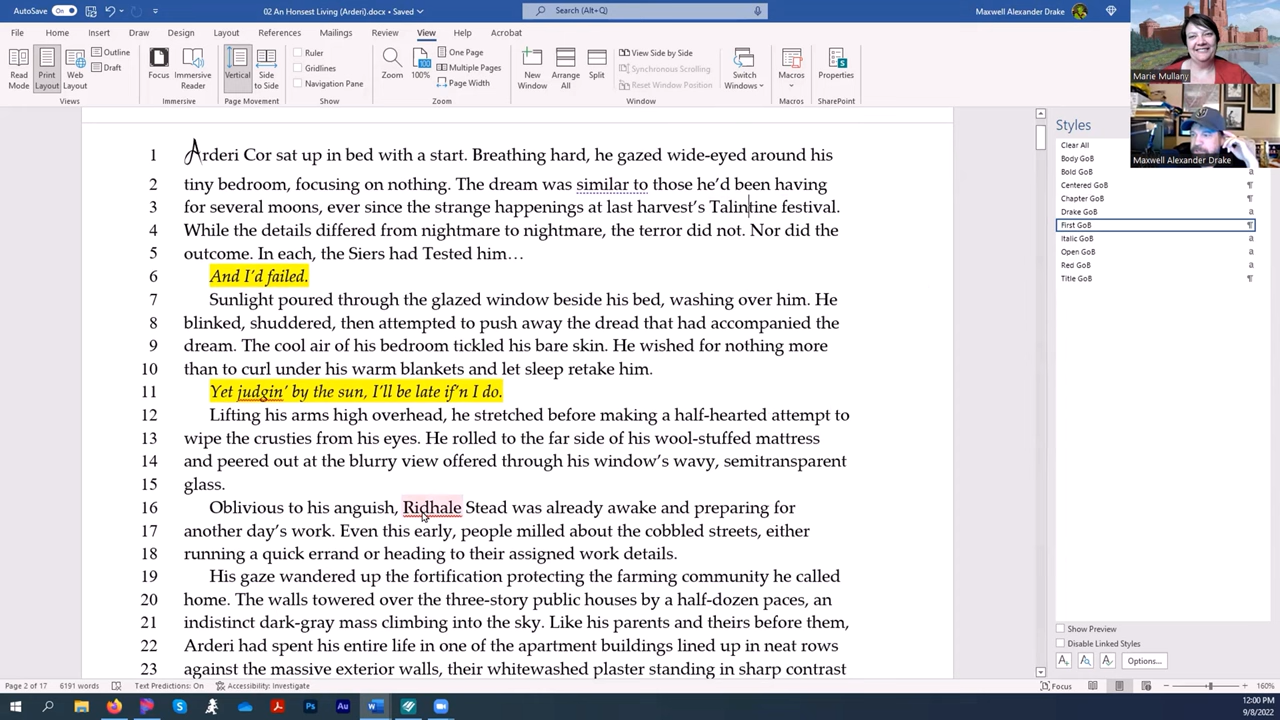 AutoSave On 02 An Honsest Living (Arderi).docx • Saved Search (Alt+Q) Maxwell Alexander Drake
File Home Insert Draw Design Layout References Mailings Review View Help Acrobat
Read Mode Print Layout Web Layout Outline Draft Focus Immersive Reader Vertical Side to Side Ruler Gridlines Navigation Pane Zoom 100% One Page Multiple Pages Page Width New Window Arrange All Split View Side by Side Synchronous Scrolling Reset Window Position Switch Windows Macros Properties
Views Immersive Page Movement Show Zoom Window Macros SharePoint
Marie Mullany
Maxwell Alexander Drake
1 Arderi Cor sat up in bed with a start. Breathing hard, he gazed wide-eyed around his
2 tiny bedroom, focusing on nothing. The dream was similar to those he'd been having
3 for several moons, ever since the strange happenings at last harvest's Talintine festival.
4 While the details differed from nightmare to nightmare, the terror did not. Nor did the
5 outcome. In each, the Siers had Tested him…
6 And I'd failed.
7 Sunlight poured through the glazed window beside his bed, washing over him. He
8 blinked, shuddered, then attempted to push away the dread that had accompanied the
9 dream. The cool air of his bedroom tickled his bare skin. He wished for nothing more
10 than to curl under his warm blankets and let sleep retake him.
11 Yet judgin' by the sun, I'll be late if'n I do.
12 Lifting his arms high overhead, he stretched before making a half-hearted attempt to
13 wipe the crusties from his eyes. He rolled to the far side of his wool-stuffed mattress
14 and peered out at the blurry view offered through his window's wavy, semitransparent
15 glass.
16 Oblivious to his anguish, Ridhale Stead was already awake and preparing for
17 another day's work. Even this early, people milled about the cobbled streets, either
18 running a quick errand or heading to their assigned work details.
19 His gaze wandered up the fortification protecting the farming community he called
20 home. The walls towered over the three-story public houses by a half-dozen paces, an
21 indistinct dark-gray mass climbing into the sky. Like his parents and theirs before them,
22 Arderi had spent his entire life in one of the apartment buildings lined up in neat rows
23 against the massive exterior walls, their whitewashed plaster standing in sharp contrast
Styles
Clear All
Body GoB
Bold GoB
Centered GoB
Chapter GoB
Drake GoB
First GoB
Italic GoB
Open GoB
Red GoB
Title GoB
Show Preview
Disable Linked Styles
Options...
Page 2 of 17 6191 words Text Predictions: On Accessibility: Investigate Focus 160%
12:00 PM
9/8/2022